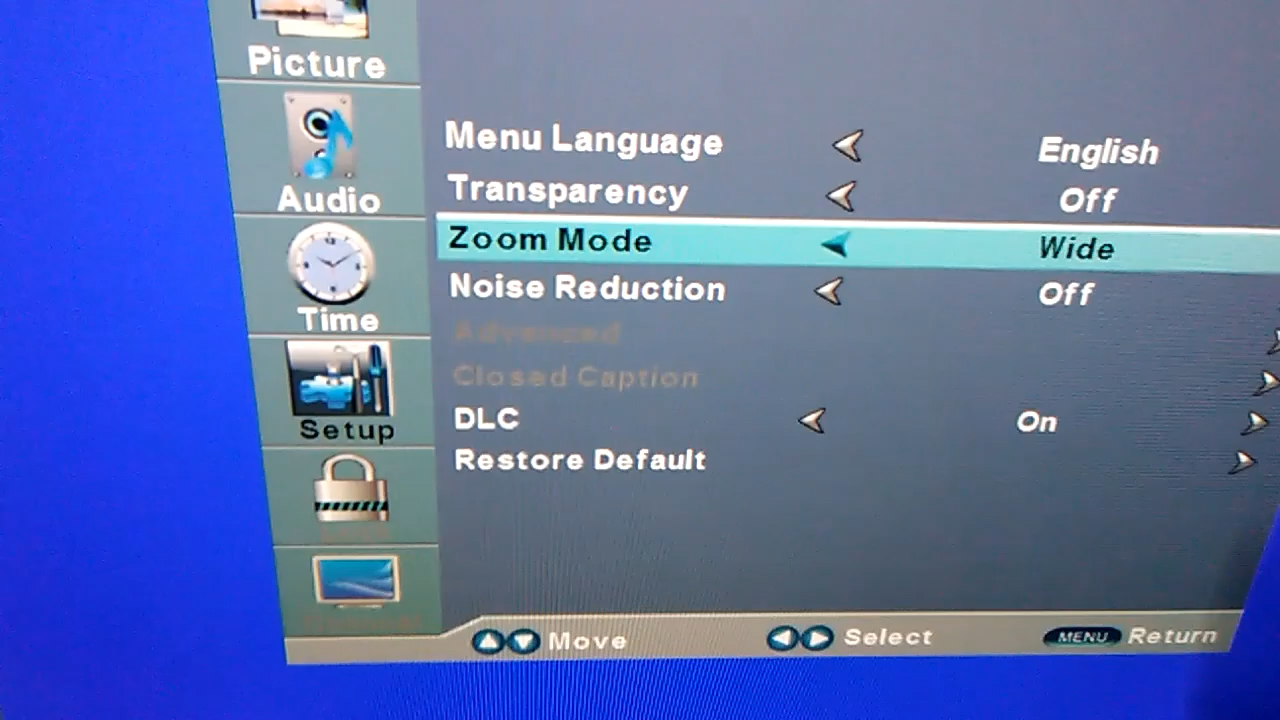 Picture
Audio
Time
Setup
Menu Language English
Transparency Off
Zoom Mode Wide
Noise Reduction Off
Advanced
Closed Caption
DLC On
Restore Default
Move Select MENU Return